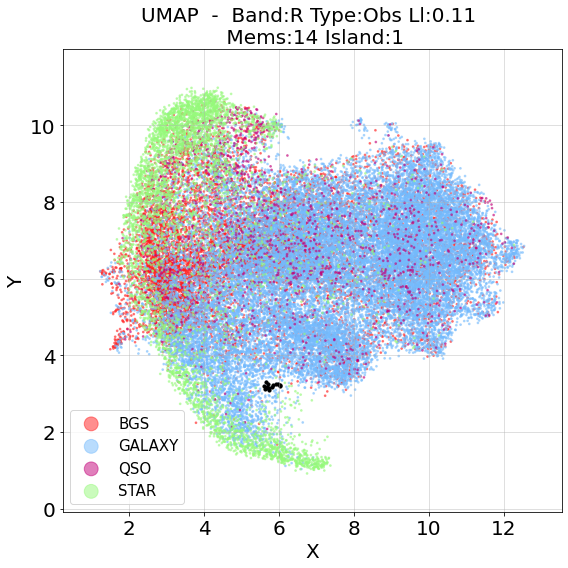 UMAP - Band:R Type:Obs Ll:0.11
Mems:14 Island:1
Y
10
8
6
4
2
0
BGS
GALAXY
QSO
STAR
2 4 6 8 10 12
X